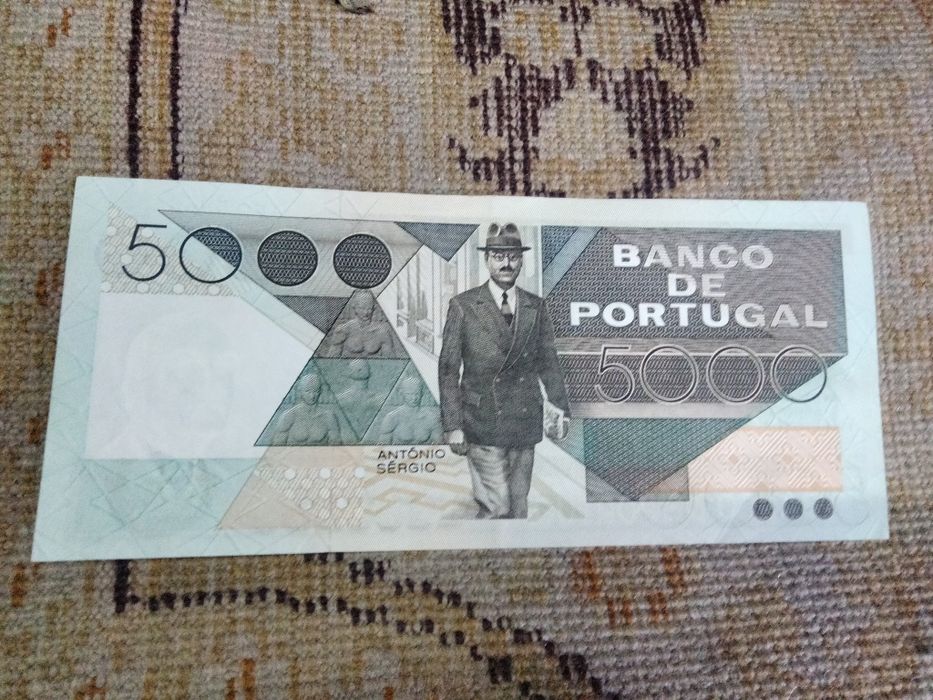 5000
BANCO
DE
PORTUGAL
5000
ANTÓNIO
SÉRGIO